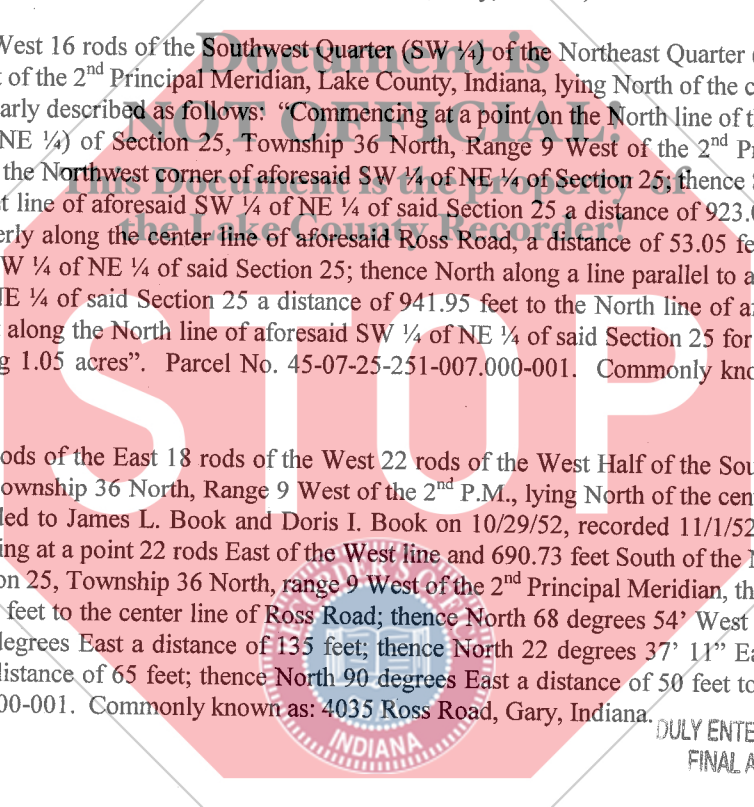 West 16 rods of the Southwest Quarter (SW ¼) of the Northeast Quarter
of the 2nd Principal Meridian, Lake County, Indiana, lying North of the
arly described as follows: "Commencing at a point on the North line of
NE ¼) of Section 25, Township 36 North, Range 9 West of the 2nd
the Northwest corner of aforesaid SW ¼ of NE ¼ of Section 25; thence
line of aforesaid SW ¼ of NE ¼ of said Section 25 a distance of 923.
erly along the center line of aforesaid Ross Road, a distance of 53.05
W ¼ of NE ¼ of said Section 25; thence North along a line parallel to
NE ¼ of said Section 25 a distance of 941.95 feet to the North line of
along the North line of aforesaid SW ¼ of NE ¼ of said Section 25 for
g 1.05 acres". Parcel No. 45-07-25-251-007.000-001. Commonly
ods of the East 18 rods of the West 22 rods of the West Half of the Sou
ownship 36 North, Range 9 West of the 2nd P.M., lying North of the cen
ed to James L. Book and Doris I. Book on 10/29/52, recorded 11/1/52
ing at a point 22 rods East of the West line and 690.73 feet South of the
on 25, Township 36 North, range 9 West of the 2nd Principal Meridian,
feet to the center line of Ross Road; thence North 68 degrees 54' West
degrees East a distance of 135 feet; thence North 22 degrees 37' 11"
distance of 65 feet; thence North 90 degrees East a distance of 50 feet to
00-001. Commonly known as: 4035 Ross Road, Gary, Indiana.
DULY ENTE
FINAL A
Document is
NOT OFFICIAL!
This Document is the property of
the Lake County Recorder!
STOP
INDIANA